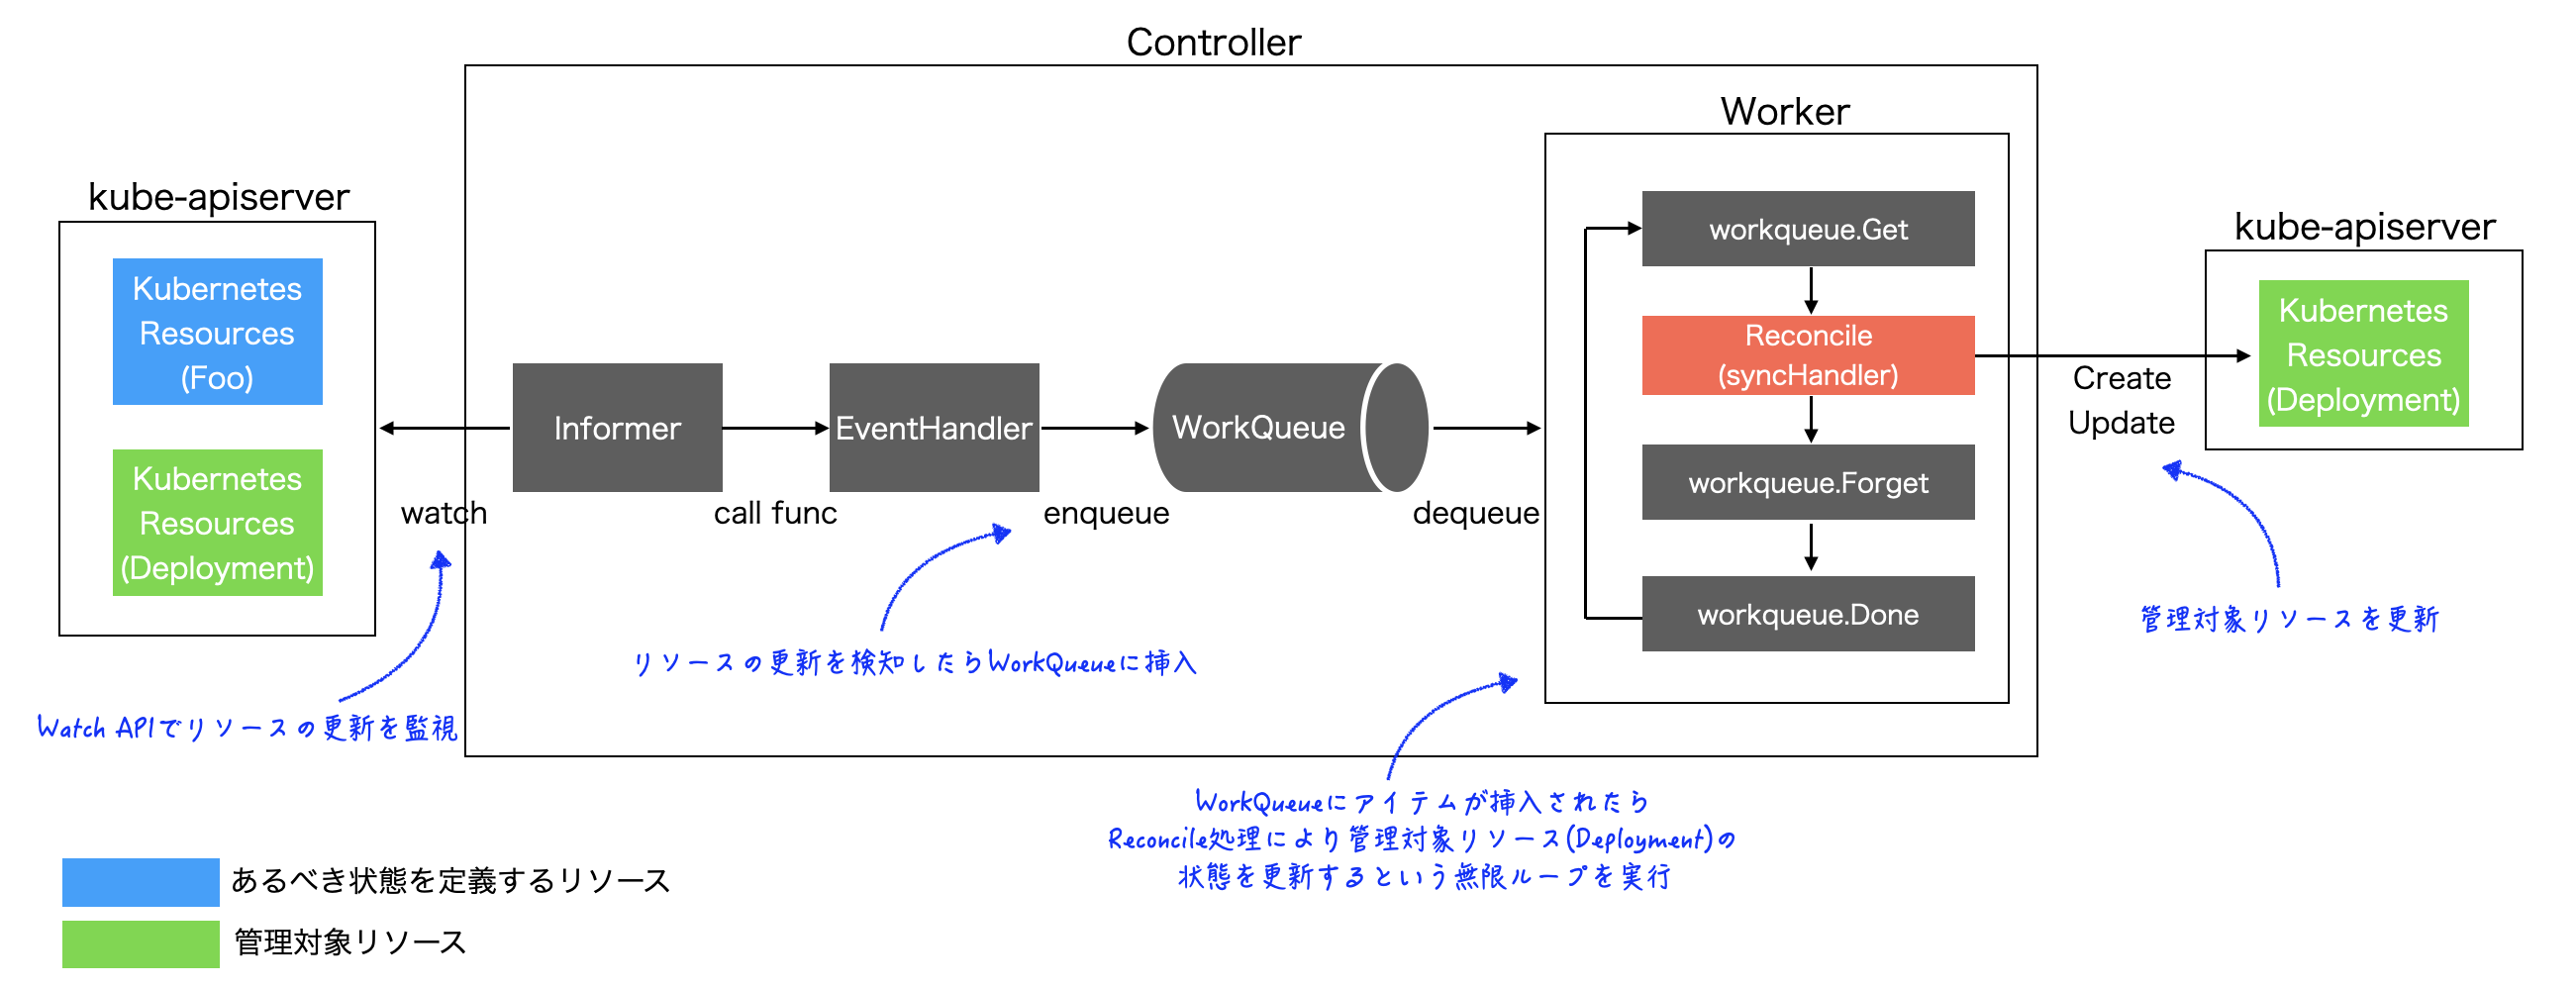 Controller
Worker
kube-apiserver
Kubernetes
Resources
(Foo)
Kubernetes
Resources
(Deployment)
watch
Informer
call func
EventHandler
enqueue
WorkQueue
dequeue
workqueue.Get
Reconcile
(syncHandler)
workqueue.Forget
workqueue.Done
Create
Update
kube-apiserver
Kubernetes
Resources
(Deployment)
Watch APIでリソースの更新を監視
リソースの更新を検知したらWorkQueueに挿入
WorkQueueにアイテムが挿入されたら
Reconcile処理により管理対象リソース(Deployment)の
状態を更新するという無限ループを実行
管理対象リソースを更新
あるべき状態を定義するリソース
管理対象リソース